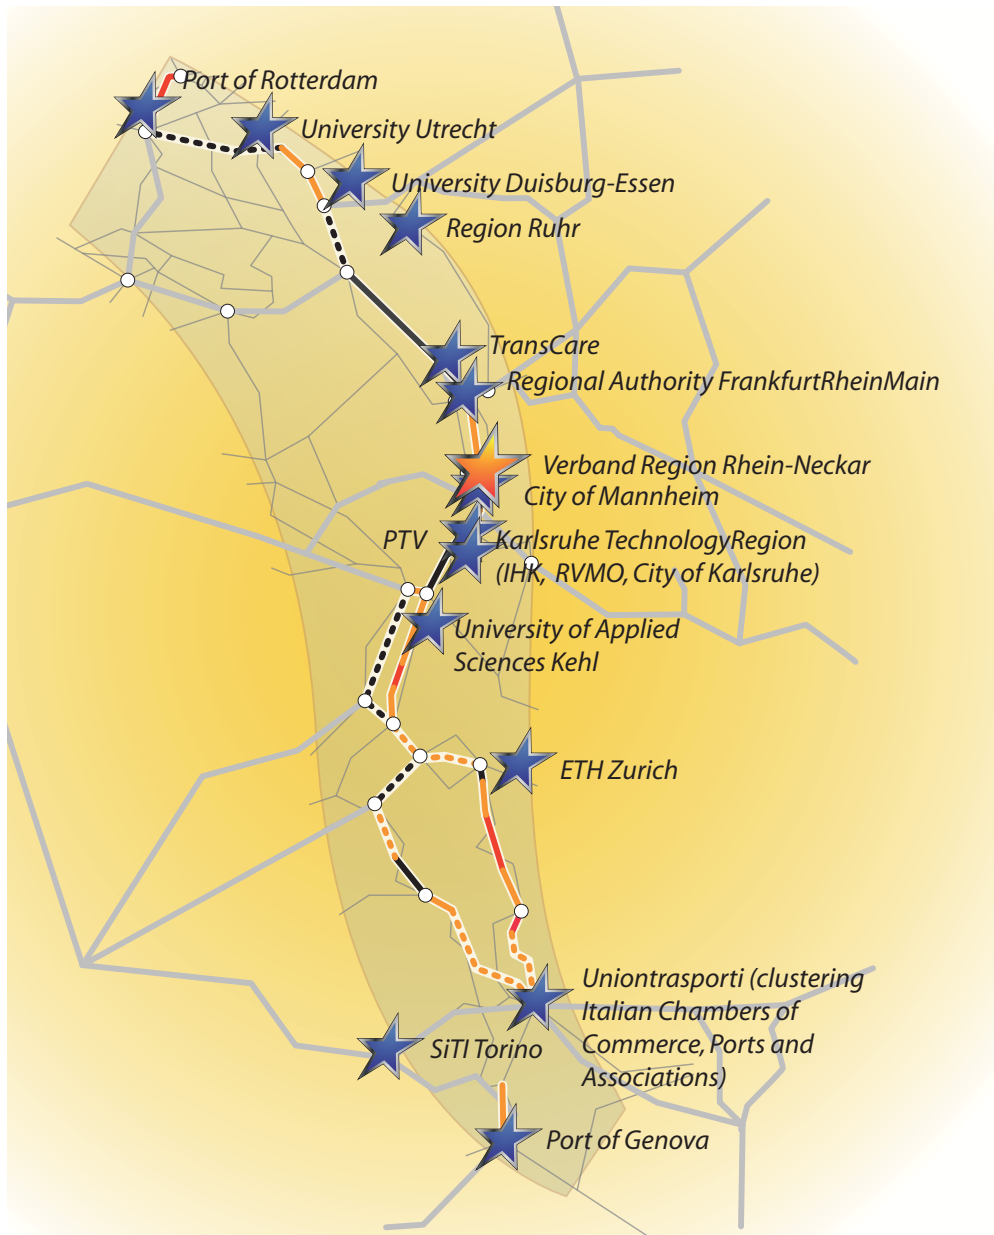 Port of Rotterdam
University Utrecht
University Duisburg-Essen
Region Ruhr
TransCare
Regional Authority FrankfurtRheinMain
Verband Region Rhein-Neckar
City of Mannheim
PTV
Karlsruhe TechnologyRegion
(IHK, RVMO, City of Karlsruhe)
University of Applied
Sciences Kehl
ETH Zurich
Uniontrasporti (clustering
Italian Chambers of
Commerce, Ports and
Associations)
SiTI Torino
Port of Genova